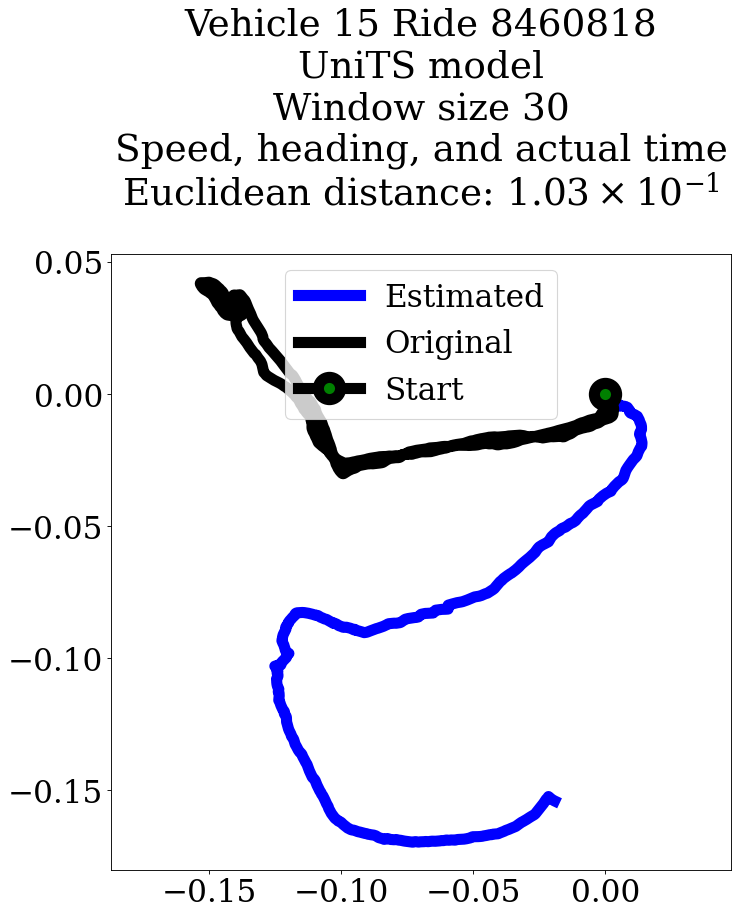 Vehicle 15 Ride 8460818
UniTS model
Window size 30
Speed, heading, and actual time
Euclidean distance: 1.03 × 10⁻¹
0.05
0.00
−0.05
−0.10
−0.15
Estimated
Original
Start
−0.15 −0.10 −0.05 0.00